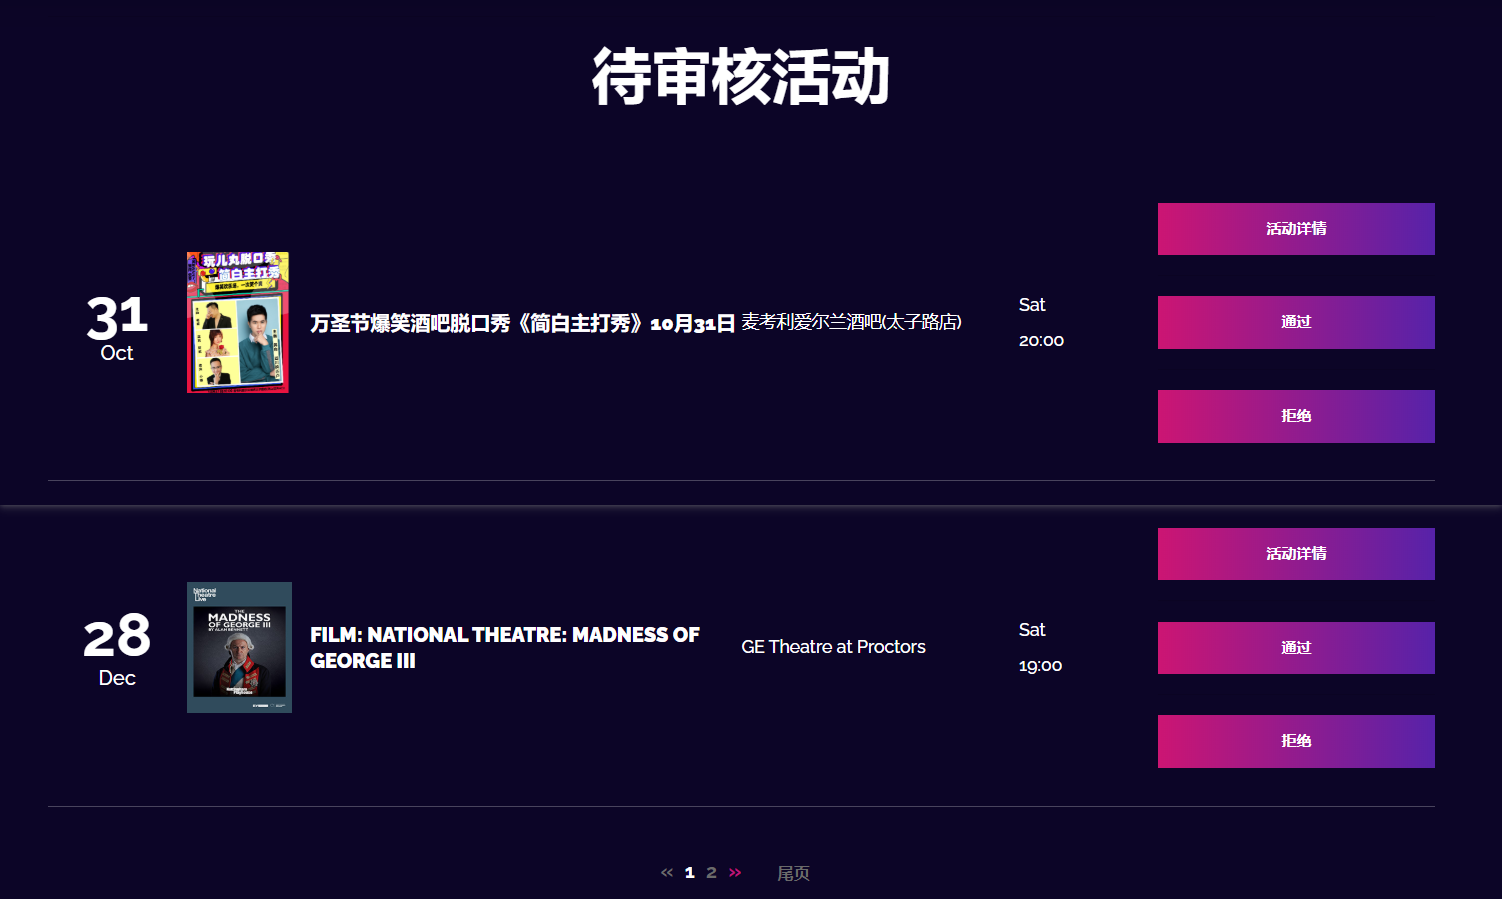 待审核活动
31
Oct
玩儿丸脱口秀
简白主打秀
万圣节爆笑酒吧脱口秀《简白主打秀》10月31日
麦考利爱尔兰酒吧(太子路店)
Sat
20:00
活动详情
通过
拒绝
28
Dec
National
Theatre
Live
THE
MADNESS
OF GEORGE III
BY ALAN BENNETT
Nottingham
Playhouse
FILM: NATIONAL THEATRE: MADNESS OF
GEORGE III
GE Theatre at Proctors
Sat
19:00
活动详情
通过
拒绝
« 1 2 » 尾页